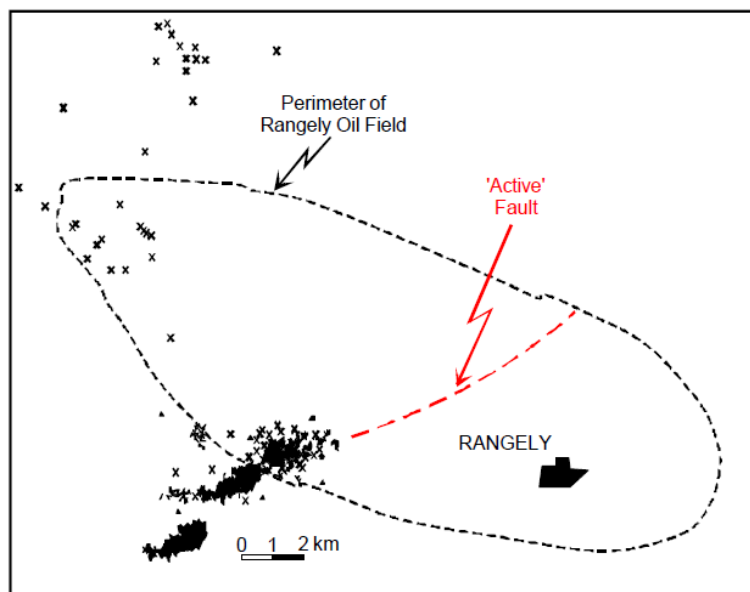 Perimeter of
Rangely Oil Field
'Active'
Fault
RANGELY
0 1 2 km